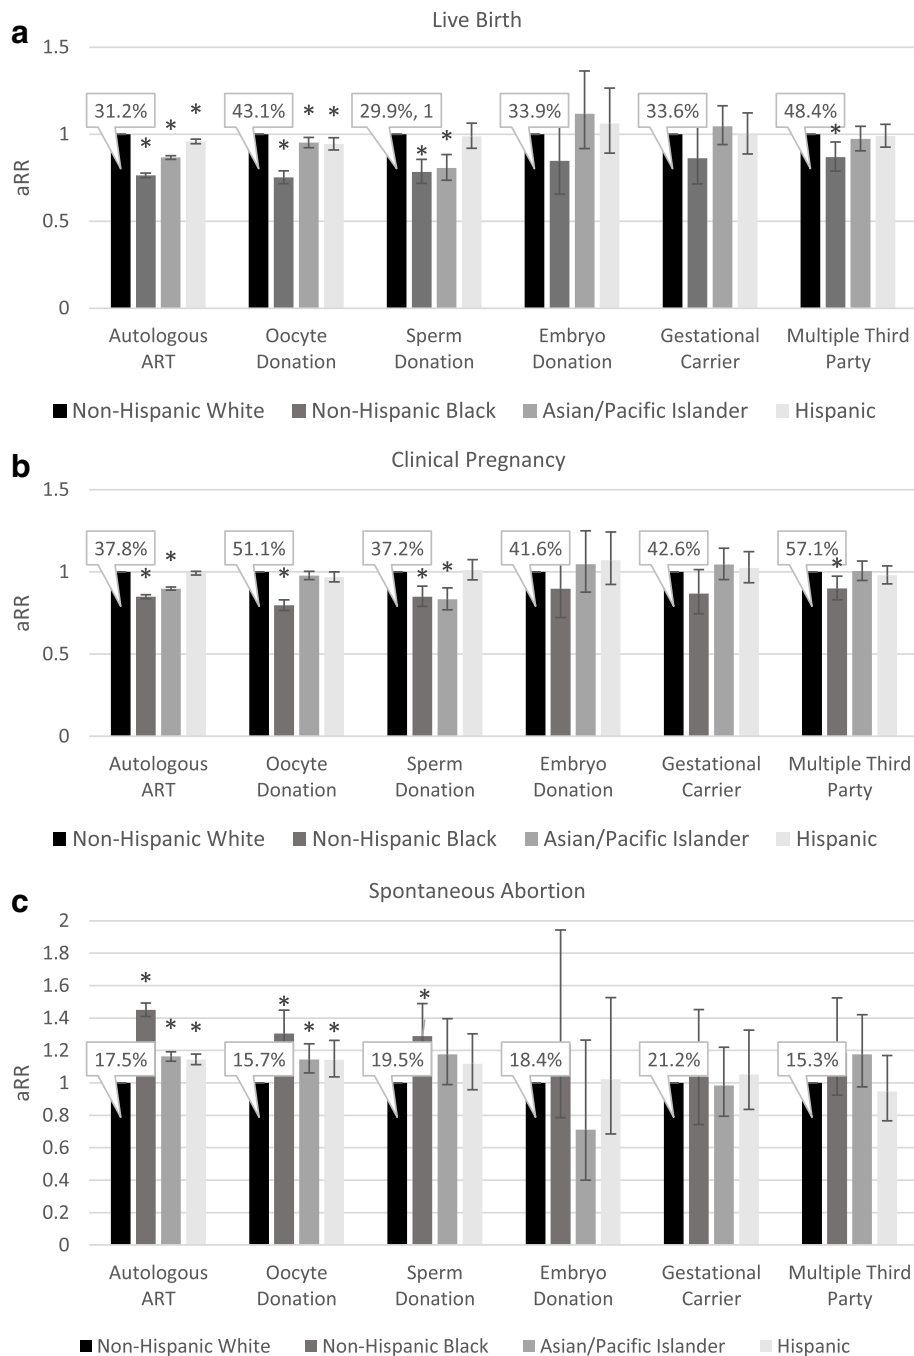 a
Live Birth
1.5
1
0.5
0
aRR
31.2%
43.1%
29.9%, 1
33.9%
33.6%
48.4%
* * *
* * *
* *
*
Autologous ART
Oocyte Donation
Sperm Donation
Embryo Donation
Gestational Carrier
Multiple Third Party
Non-Hispanic White Non-Hispanic Black Asian/Pacific Islander Hispanic
b
Clinical Pregnancy
1.5
1
0.5
0
aRR
37.8%
51.1%
37.2%
41.6%
42.6%
57.1%
* *
*
* *
*
Autologous ART
Oocyte Donation
Sperm Donation
Embryo Donation
Gestational Carrier
Multiple Third Party
Non-Hispanic White Non-Hispanic Black Asian/Pacific Islander Hispanic
c
Spontaneous Abortion
2
1.8
1.6
1.4
1.2
1
0.8
0.6
0.4
0.2
0
aRR
17.5%
15.7%
19.5%
18.4%
21.2%
15.3%
* * *
* * *
*
Autologous ART
Oocyte Donation
Sperm Donation
Embryo Donation
Gestational Carrier
Multiple Third Party
Non-Hispanic White Non-Hispanic Black Asian/Pacific Islander Hispanic